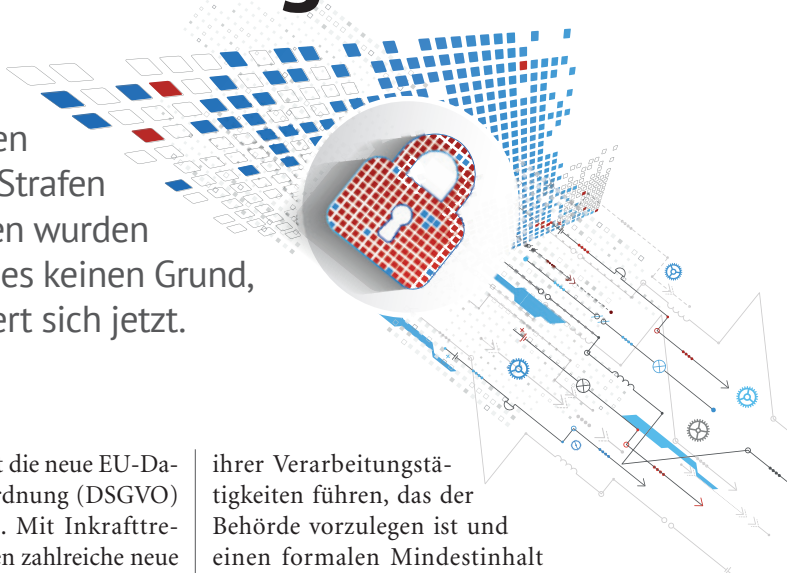 en
Strafen
en wurden
es keinen Grund,
ert sich jetzt.
t die neue EU-Da-
rdnung (DSGVO)
. Mit Inkrafttre-
en zahlreiche neue
ihrer Verarbeitungstä-
tigkeiten führen, das der
Behörde vorzulegen ist und
einen formalen Mindestinhalt